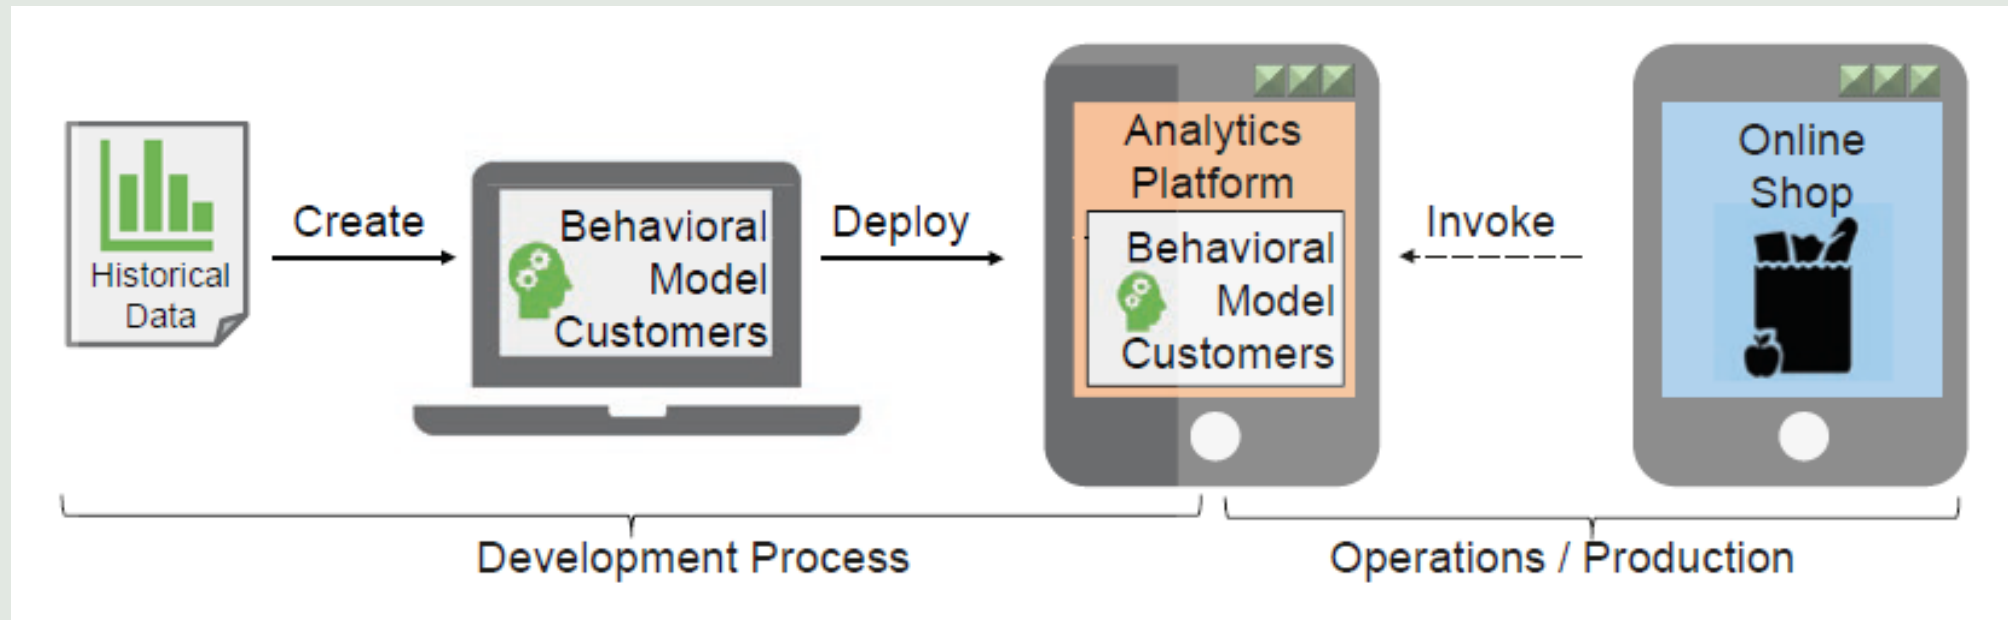 Historical
Data
Create
Behavioral
Model
Customers
Deploy
Analytics
Platform
Behavioral
Model
Customers
Invoke
Online
Shop
Development Process
Operations / Production